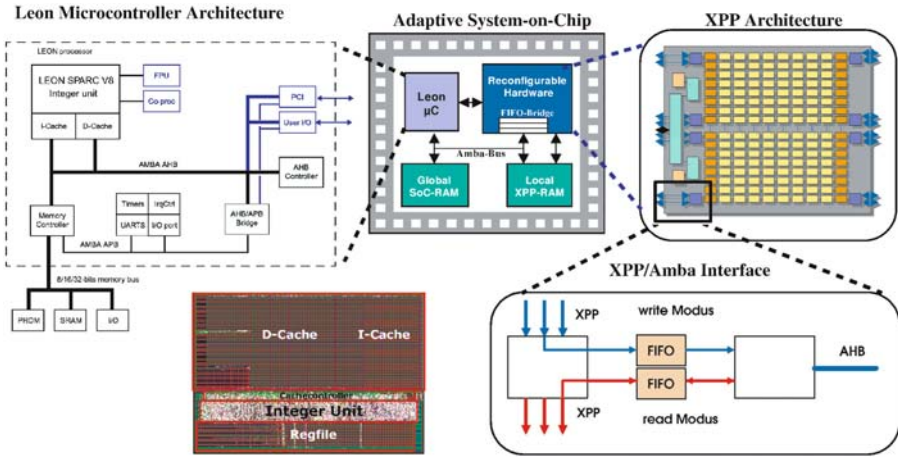 Leon Microcontroller Architecture
LEON processor
LEON SPARC V8
Integer unit
I-Cache
D-Cache
FPU
Co proc
PCI
User I/O
AMBA AHB
AHB
Controller
Memory
Controller
Timers
IrqCtrl
UARTS
I/O port
AHB/APB
Bridge
AMBA APB
8/16/32-bits memory bus
PROM
SRAM
I/O
Adaptive System-on-Chip
Leon
µC
Reconfigurable
Hardware
FIFO-Bridge
Amba-Bus
Global
SoC-RAM
Local
XPP-RAM
XPP Architecture
D-Cache
I-Cache
Cachecontroller
Integer Unit
Regfile
XPP/Amba Interface
XPP
write Modus
FIFO
AHB
FIFO
XPP
read Modus